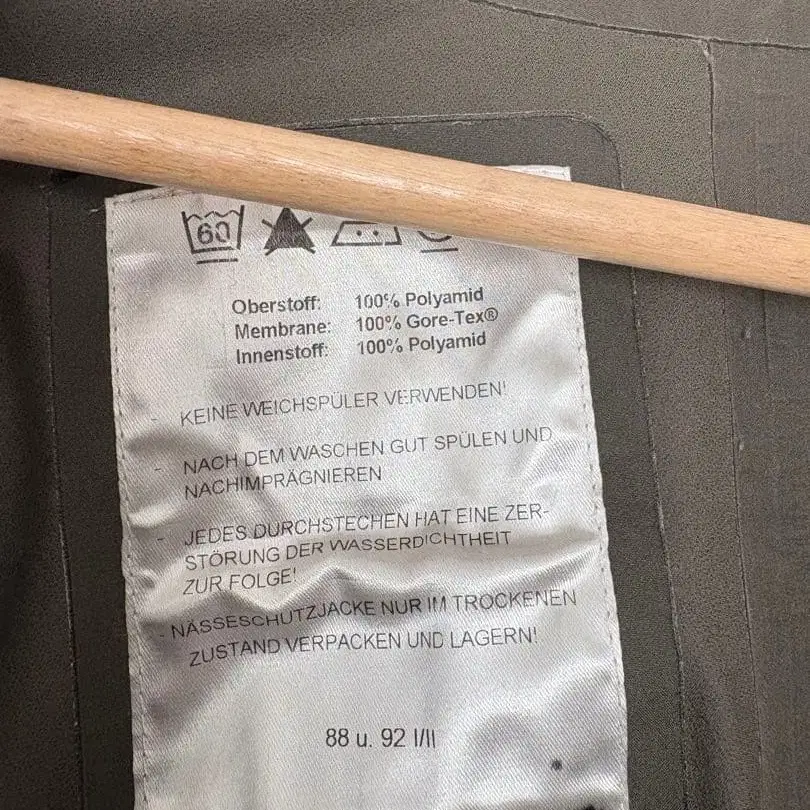 60
Oberstoff: 100% Polyamid
Membrane: 100% Gore-Tex®
Innenstoff: 100% Polyamid
- KEINE WEICHSPÜLER VERWENDEN!
- NACH DEM WASCHEN GUT SPÜLEN UND
NACHIMPRÄGNIEREN
- JEDES DURCHSTECHEN HAT EINE ZER-
STÖRUNG DER WASSERDICHTHEIT
ZUR FOLGE!
- NÄSSESCHUTZJACKE NUR IM TROCKENEN
ZUSTAND VERPACKEN UND LAGERN!
88 u. 92 I/II